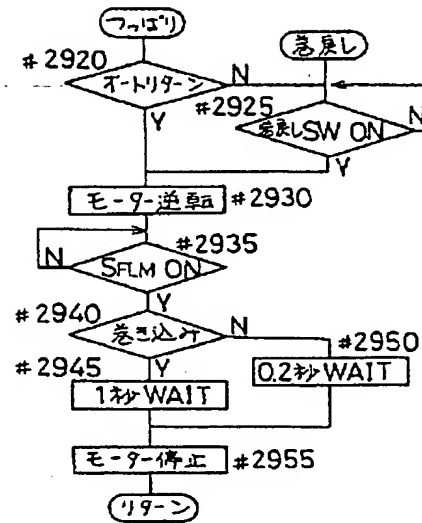 つっぱり
巻戻し
#2920
オートリターン
N
#2925
Y
巻戻しSW ON
N
Y
モーター逆転
#2930
#2935
N
SFLM ON
Y
#2940
巻き込み
N
#2945
Y
#2950
1秒WAIT
0.2秒WAIT
モーター停止
#2955
リターン